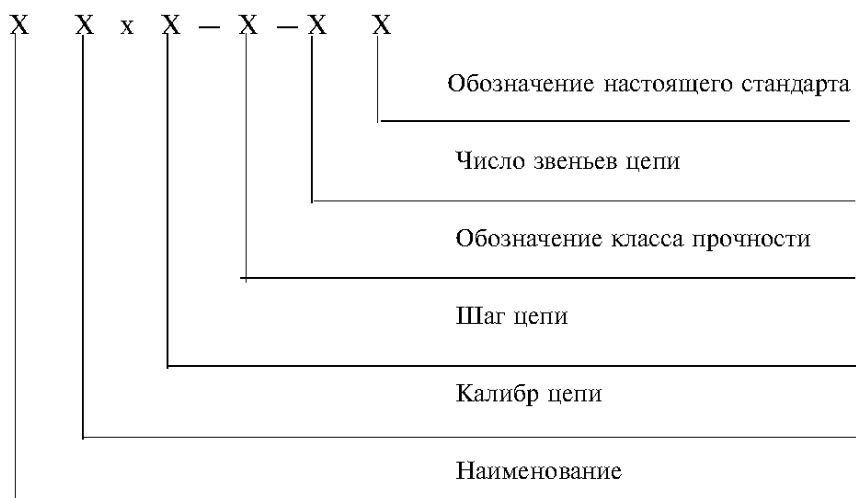 X X x X – X – X X
Обозначение настоящего стандарта
Число звеньев цепи
Обозначение класса прочности
Шаг цепи
Калибр цепи
Наименование